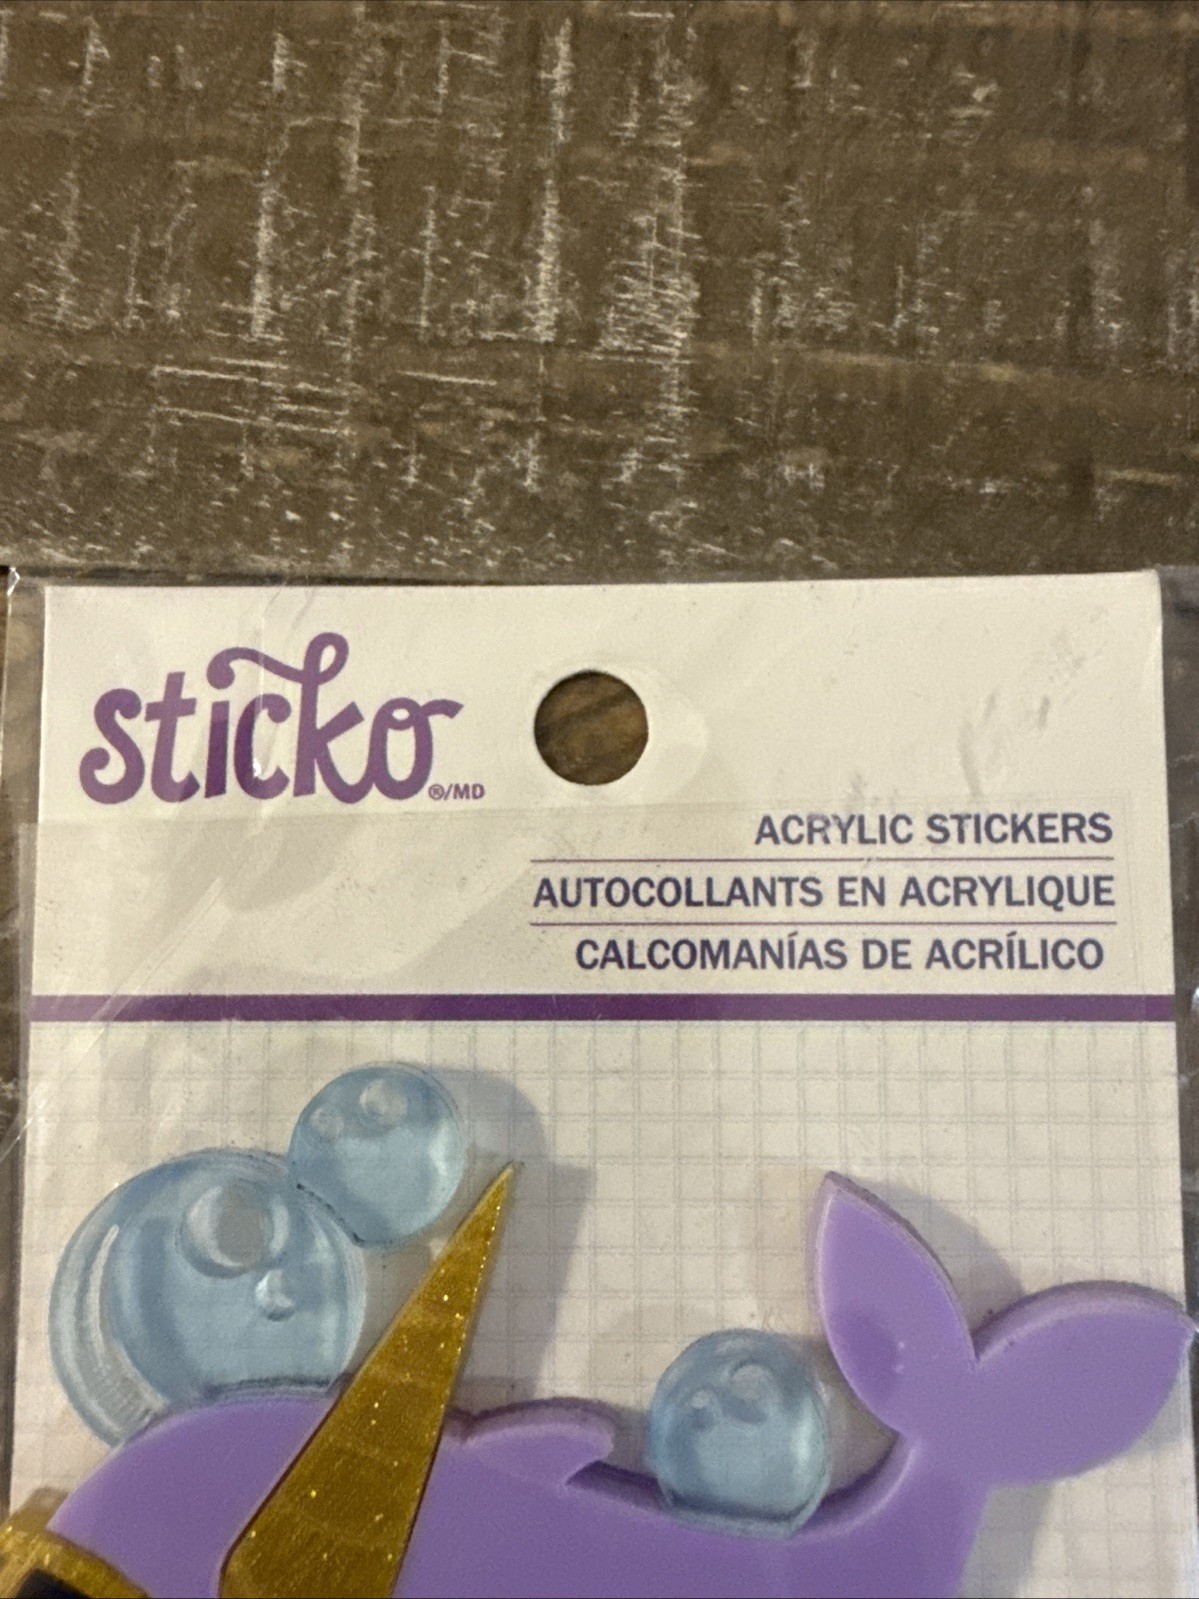 sticko
®/MD
ACRYLIC STICKERS
AUTOCOLLANTS EN ACRYLIQUE
CALCOMANÍAS DE ACRÍLICO